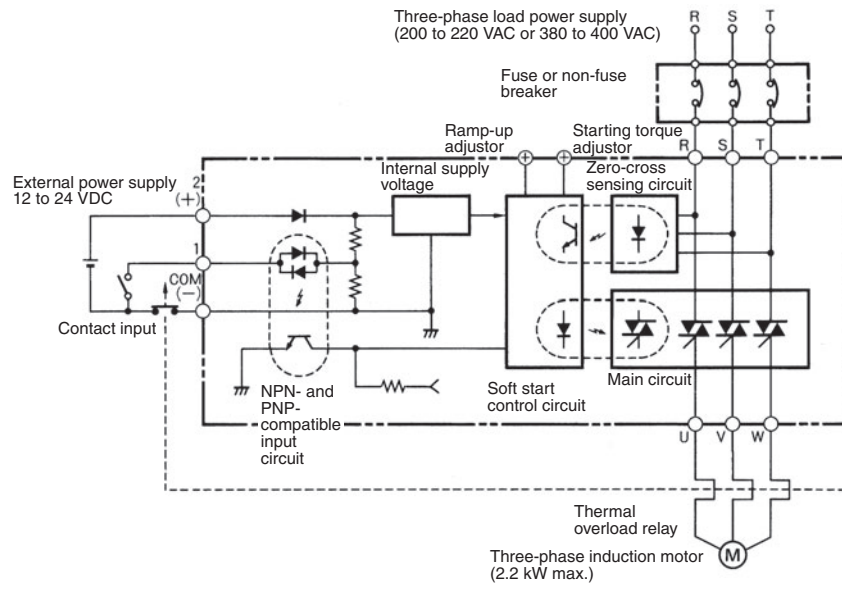 R S T
Three-phase load power supply
(200 to 220 VAC or 380 to 400 VAC)
Fuse or non-fuse
breaker
Ramp-up
adjustor
Starting torque
adjustor
R S T
Zero-cross
sensing circuit
Internal supply
voltage
External power supply
12 to 24 VDC
2
(+)
1
COM
(−)
Contact input
NPN- and
PNP-
compatible
input
circuit
Soft start
control circuit
Main circuit
U V W
Thermal
overload relay
M
Three-phase induction motor
(2.2 kW max.)